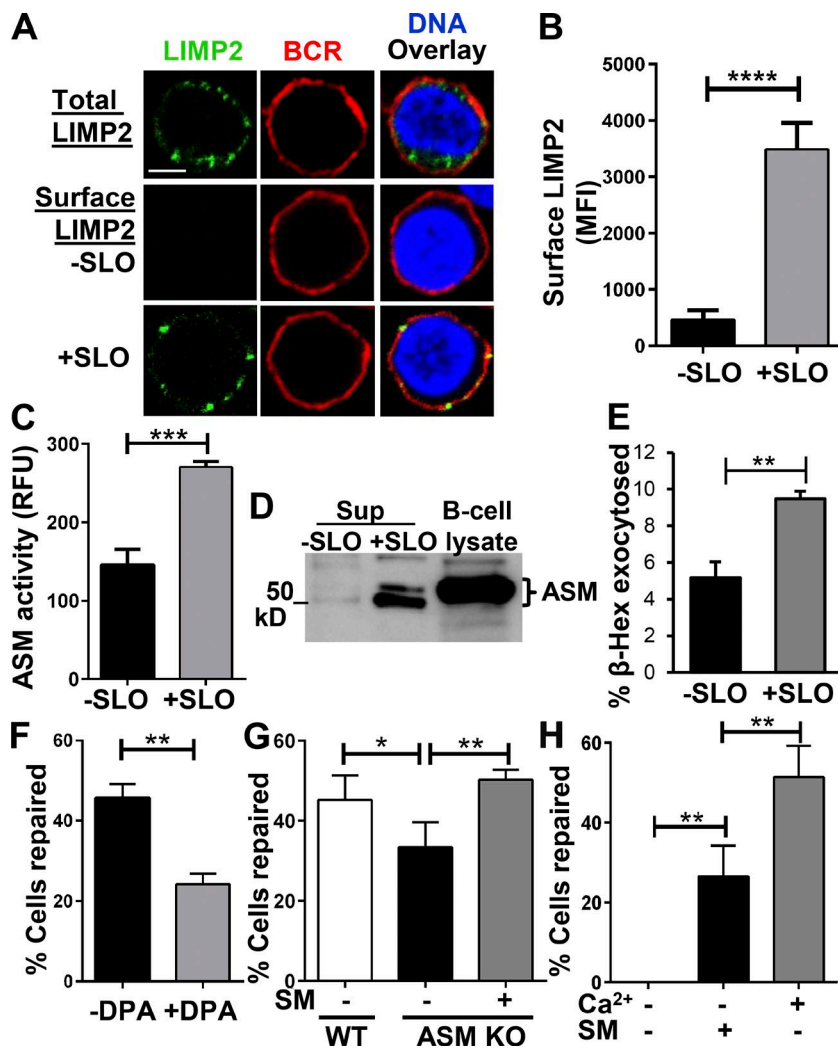 A
LIMP2 BCR DNA
Overlay
Total
LIMP2
Surface
LIMP2
-SLO
+SLO
B
****
Surface LIMP2
(MFI)
5000
4000
3000
2000
1000
0
-SLO +SLO
C
***
ASM activity (RFU)
300
200
100
0
-SLO +SLO
D
Sup B-cell
-SLO +SLO lysate
50
kD
ASM
E
**
% β-Hex exocytosed
12
10
8
6
4
2
0
-SLO +SLO
F
**
% Cells repaired
60
40
20
0
-DPA +DPA
G
* **
% Cells repaired
60
40
20
0
SM - - +
WT ASM KO
H
**
**
% Cells repaired
60
40
20
0
Ca²⁺ - - +
SM - + -